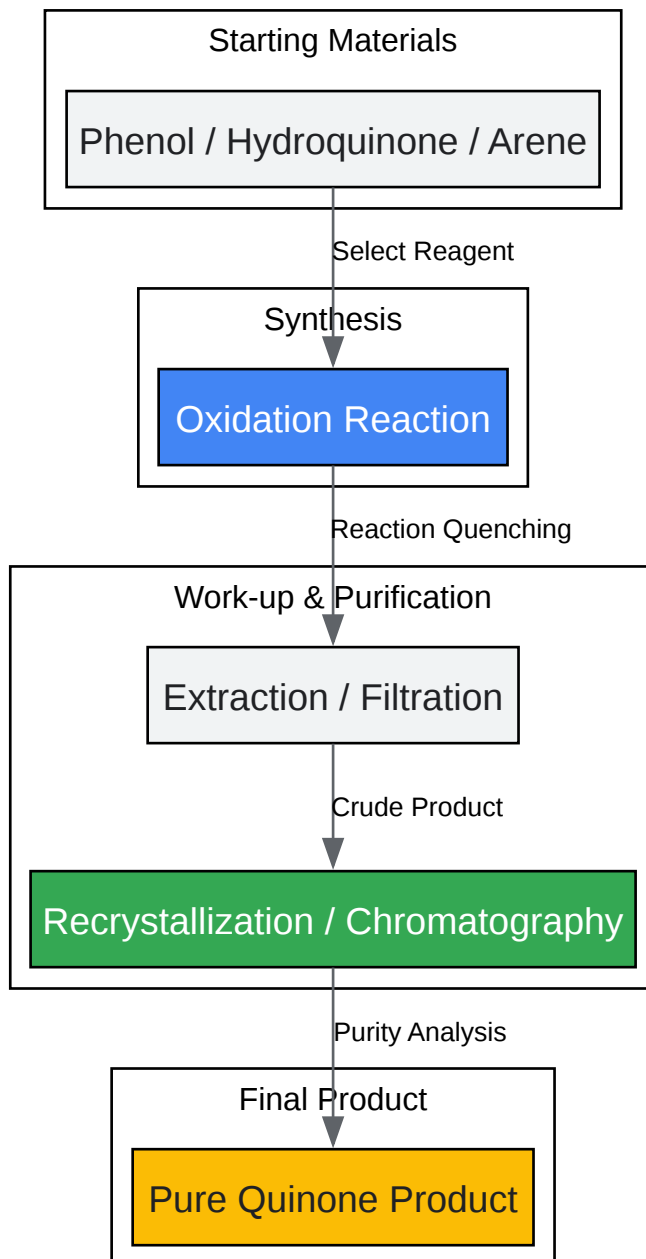 Starting Materials
Phenol / Hydroquinone / Arene
Select Reagent
Synthesis
Oxidation Reaction
Reaction Quenching
Work-up & Purification
Extraction / Filtration
Crude Product
Recrystallization / Chromatography
Purity Analysis
Final Product
Pure Quinone Product